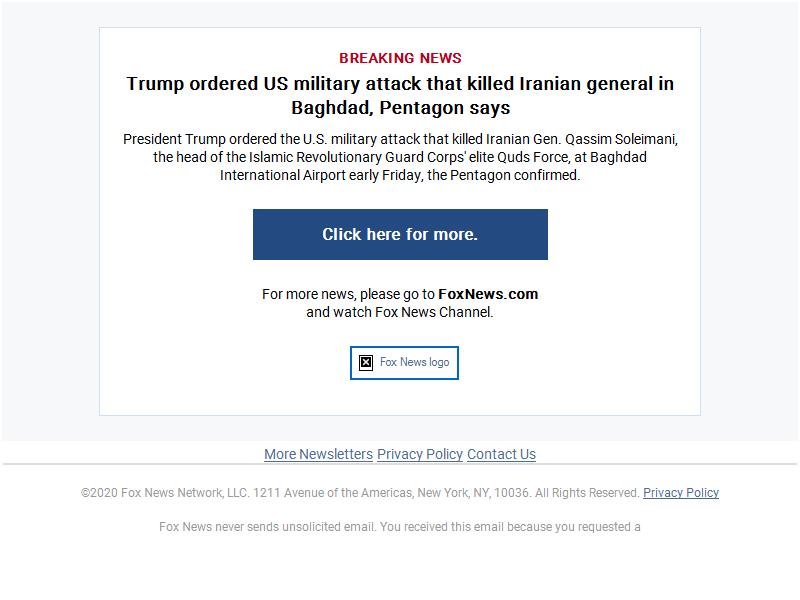 BREAKING NEWS
Trump ordered US military attack that killed Iranian general in
Baghdad, Pentagon says
President Trump ordered the U.S. military attack that killed Iranian Gen. Qassim Soleimani,
the head of the Islamic Revolutionary Guard Corps' elite Quds Force, at Baghdad
International Airport early Friday, the Pentagon confirmed.
Click here for more.
For more news, please go to FoxNews.com
and watch Fox News Channel.
Fox News logo
More Newsletters Privacy Policy Contact Us
©2020 Fox News Network, LLC. 1211 Avenue of the Americas, New York, NY, 10036. All Rights Reserved. Privacy Policy
Fox News never sends unsolicited email. You received this email because you requested a